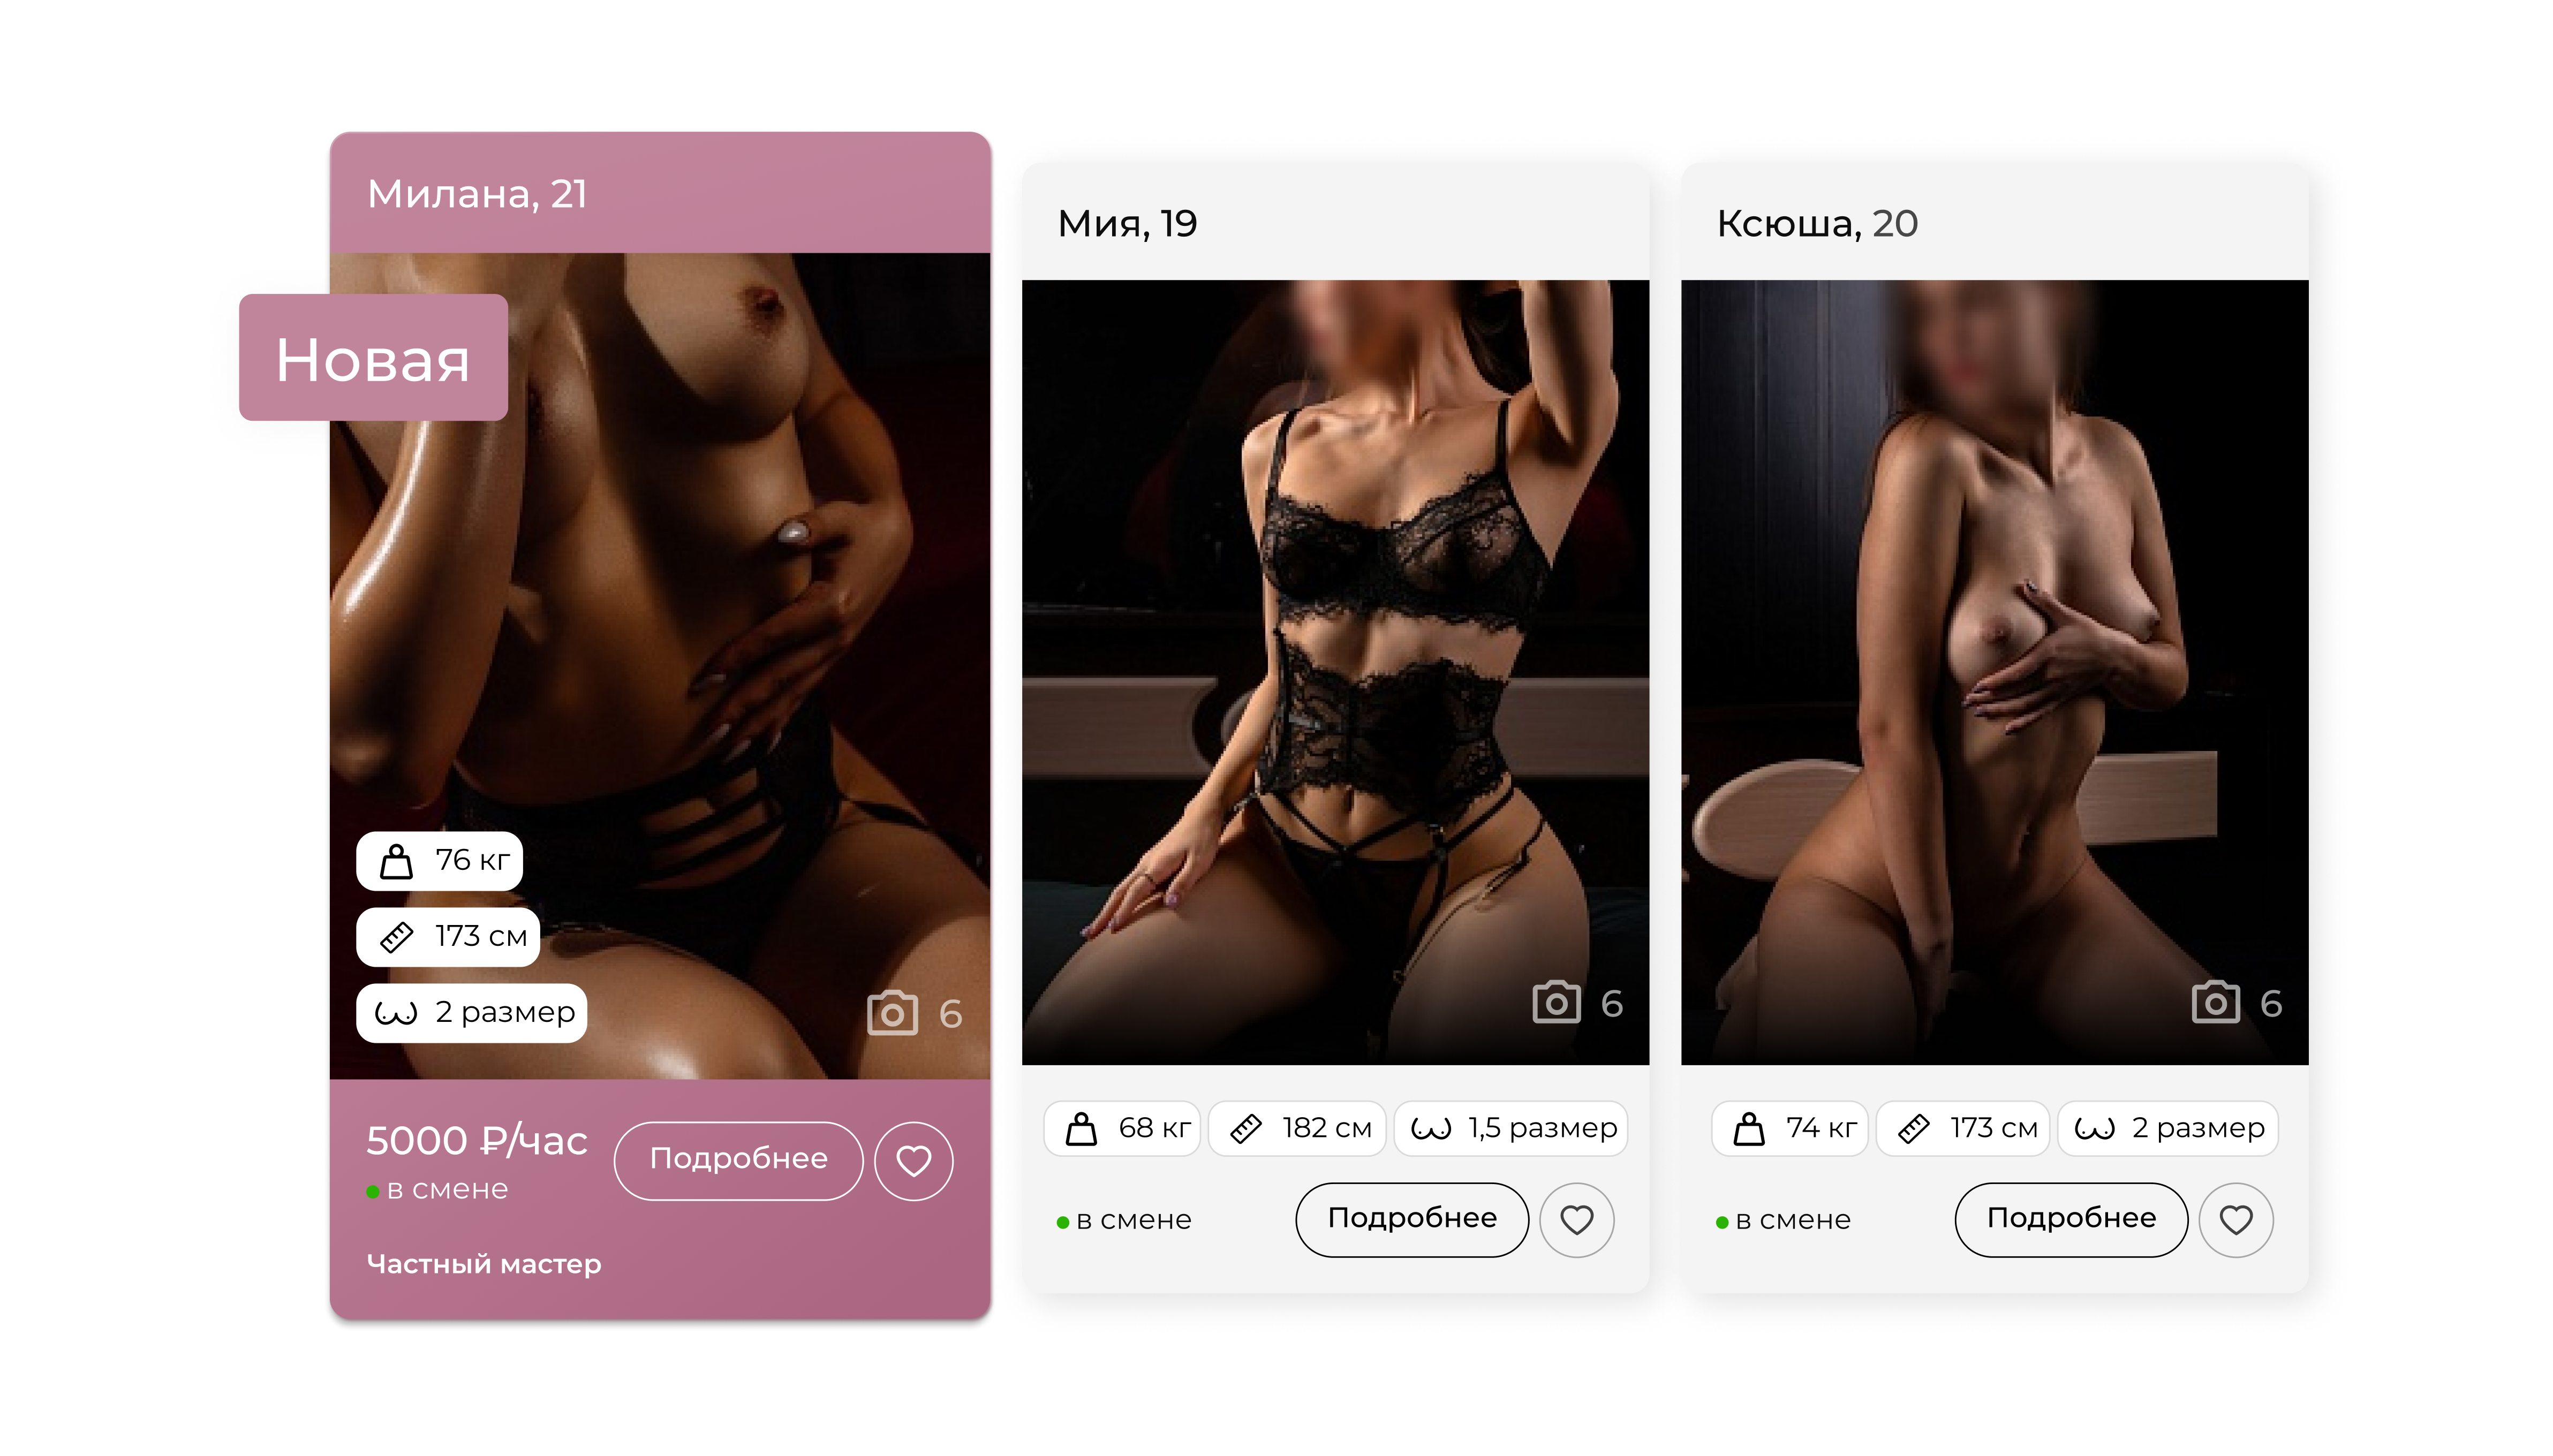 Милана, 21
Новая
76 кг
173 см
2 размер
6
5000 ₽/час
Подробнее
в смене
Частный мастер
Мия, 19
6
68 кг
182 см
1,5 размер
в смене
Подробнее
Ксюша, 20
6
74 кг
173 см
2 размер
в смене
Подробнее